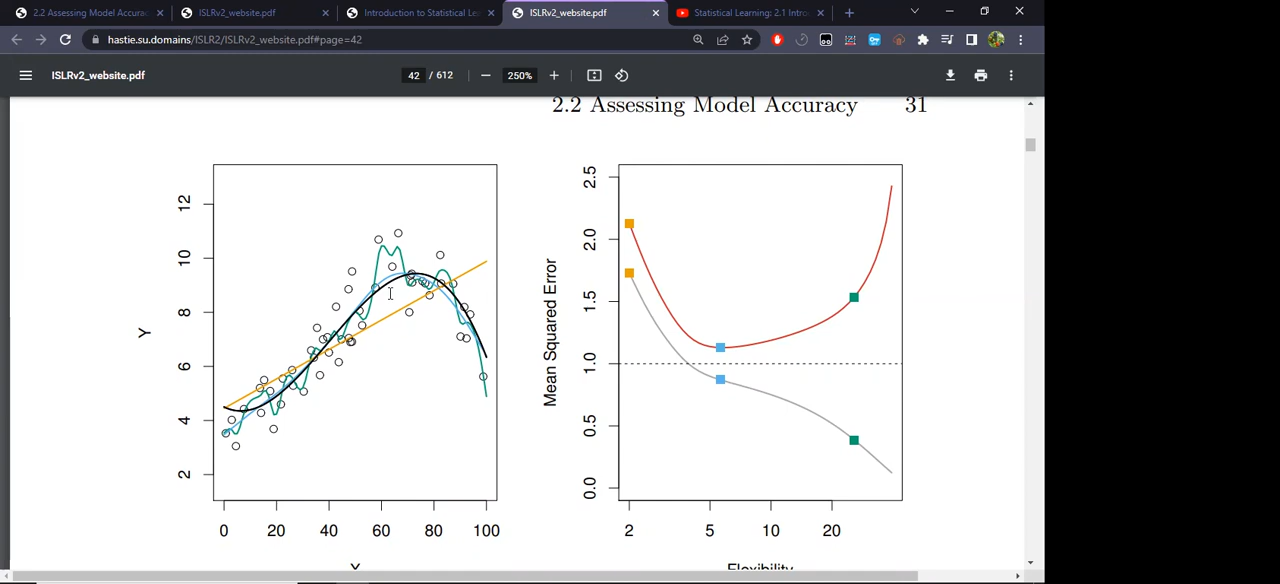 2.2 Assessing Model Accurac
ISLRv2_website.pdf
Introduction to Statistical Le
ISLRv2_website.pdf
Statistical Learning: 2.1 Intro
hastie.su.domains/ISLR2/ISLRv2_website.pdf#page=42
ISLRv2_website.pdf
42 / 612
250%
2.2 Assessing Model Accuracy 31
Y
12
10
8
6
4
2
0 20 40 60 80 100
X
Mean Squared Error
2.5
2.0
1.5
1.0
0.5
0.0
2 5 10 20
Flexibility